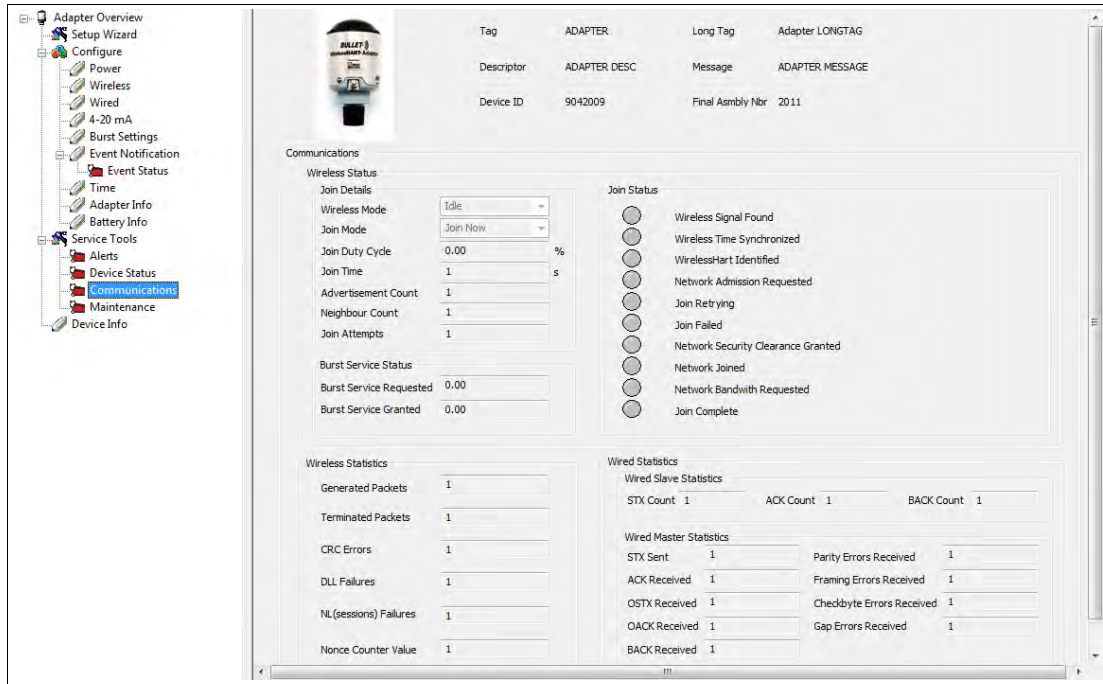 Adapter Overview
Setup Wizard
Configure
Power
Wireless
Wired
4-20 mA
Burst Settings
Event Notification
Event Status
Time
Adapter Info
Battery Info
Service Tools
Alerts
Device Status
Communications
Maintenance
Device Info
BULLET
WirelessHART Adapter
Tag ADAPTER Long Tag Adapter LONGTAG
Descriptor ADAPTER DESC Message ADAPTER MESSAGE
Device ID 9042009 Final Asmbly Nbr 2011
Communications
Wireless Status
Join Details
Wireless Mode Idle
Join Mode Join Now
Join Duty Cycle 0.00 %
Join Time 1 s
Advertisement Count 1
Neighbour Count 1
Join Attempts 1
Burst Service Status
Burst Service Requested 0.00
Burst Service Granted 0.00
Join Status
Wireless Signal Found
Wireless Time Synchronized
WirelessHart Identified
Network Admission Requested
Join Retrying
Join Failed
Network Security Clearance Granted
Network Joined
Network Bandwith Requested
Join Complete
Wireless Statistics
Generated Packets 1
Terminated Packets 1
CRC Errors 1
DLL Failures 1
NL(sessions) Failures 1
Nonce Counter Value 1
Wired Statistics
Wired Slave Statistics
STX Count 1 ACK Count 1 BACK Count 1
Wired Master Statistics
STX Sent 1 Parity Errors Received 1
ACK Received 1 Framing Errors Received 1
OSTX Received 1 Checkbyte Errors Received 1
OACK Received 1 Gap Errors Received 1
BACK Received 1